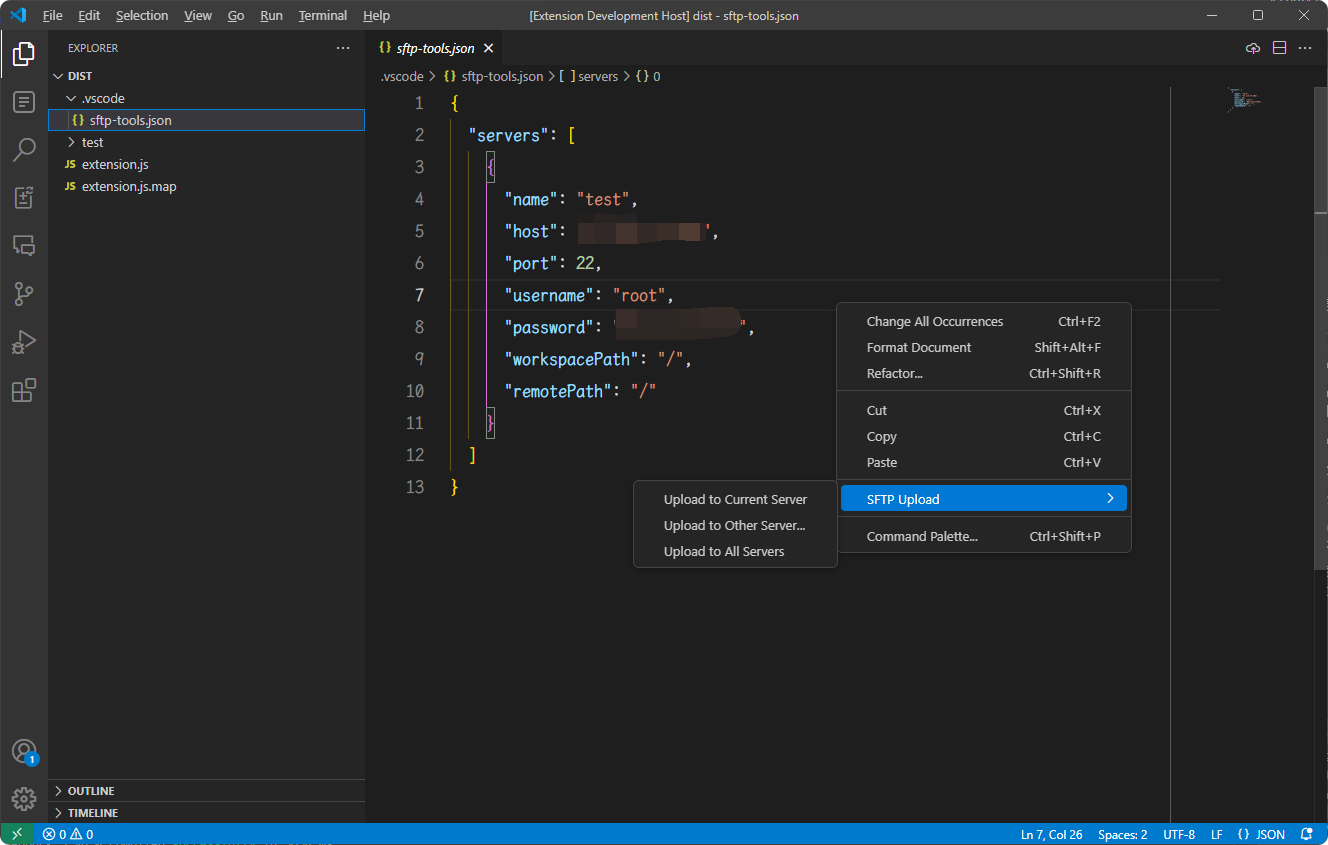 File Edit Selection View Go Run Terminal Help [Extension Development Host] dist - sftp-tools.json
EXPLORER
DIST
.vscode
{} sftp-tools.json
test
JS extension.js
JS extension.js.map
OUTLINE
TIMELINE
{} sftp-tools.json
.vscode > {} sftp-tools.json > [ ] servers > {} 0
1 {
2 "servers": [
3 {
4 "name": "test",
5 "host": ',
6 "port": 22,
7 "username": "root",
8 "password": "",
9 "workspacePath": "/",
10 "remotePath": "/"
11 }
12 ]
13 }
Change All Occurrences Ctrl+F2
Format Document Shift+Alt+F
Refactor... Ctrl+Shift+R
Cut Ctrl+X
Copy Ctrl+C
Paste Ctrl+V
SFTP Upload
Command Palette... Ctrl+Shift+P
Upload to Current Server
Upload to Other Server...
Upload to All Servers
1
0 0 Ln 7, Col 26 Spaces: 2 UTF-8 LF {} JSON